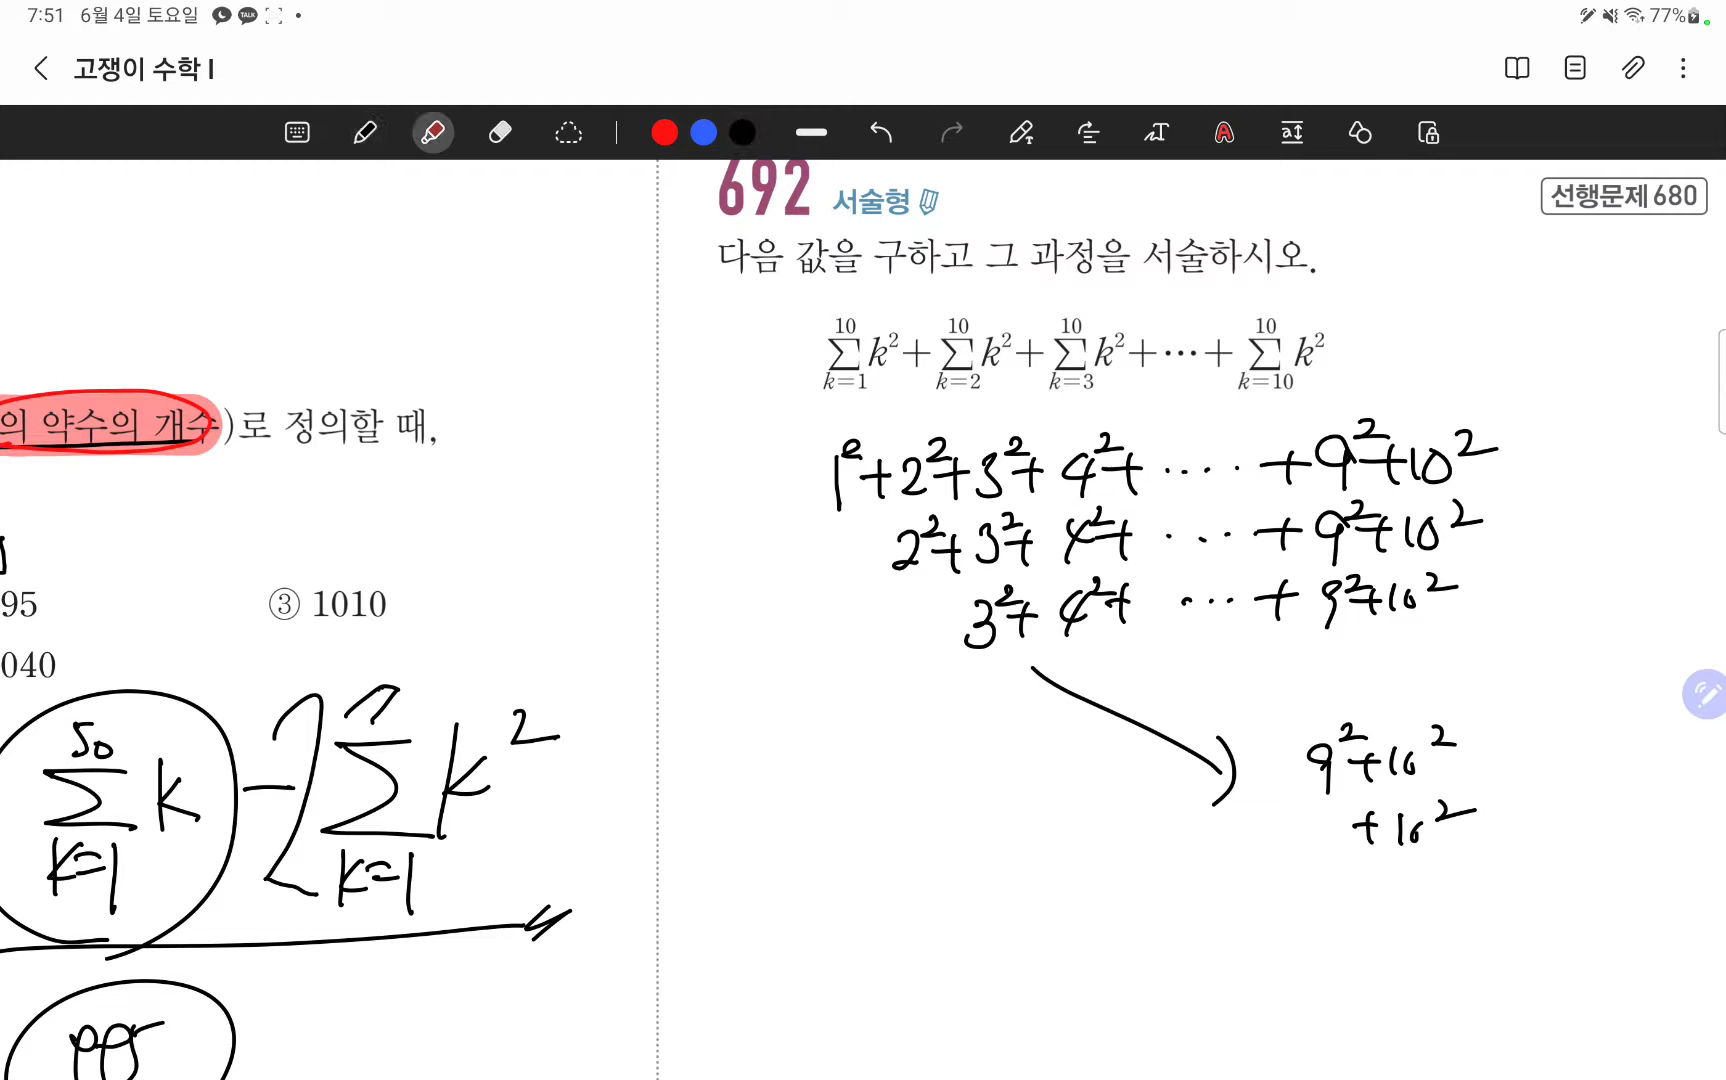 7:51 6월 4일 토요일 TALK 77%
고쟁이 수학 I
의 약수의 개수)로 정의할 때,
95 ③ 1010
040
50 ∑ k=1 k - ∑ k=1 k²
692 서술형 선행문제 680
다음 값을 구하고 그 과정을 서술하시오.
10 ∑ k=1 k² + 10 ∑ k=2 k² + 10 ∑ k=3 k² + ⋯ + 10 ∑ k=10 k²
1² + 2² + 3² + 4² + ···· + 9² + 10²
2² + 3² + 4² + ···· + 9² + 10²
3² + 4² + ···· + 9² + 10²
9² + 10²
+ 10²